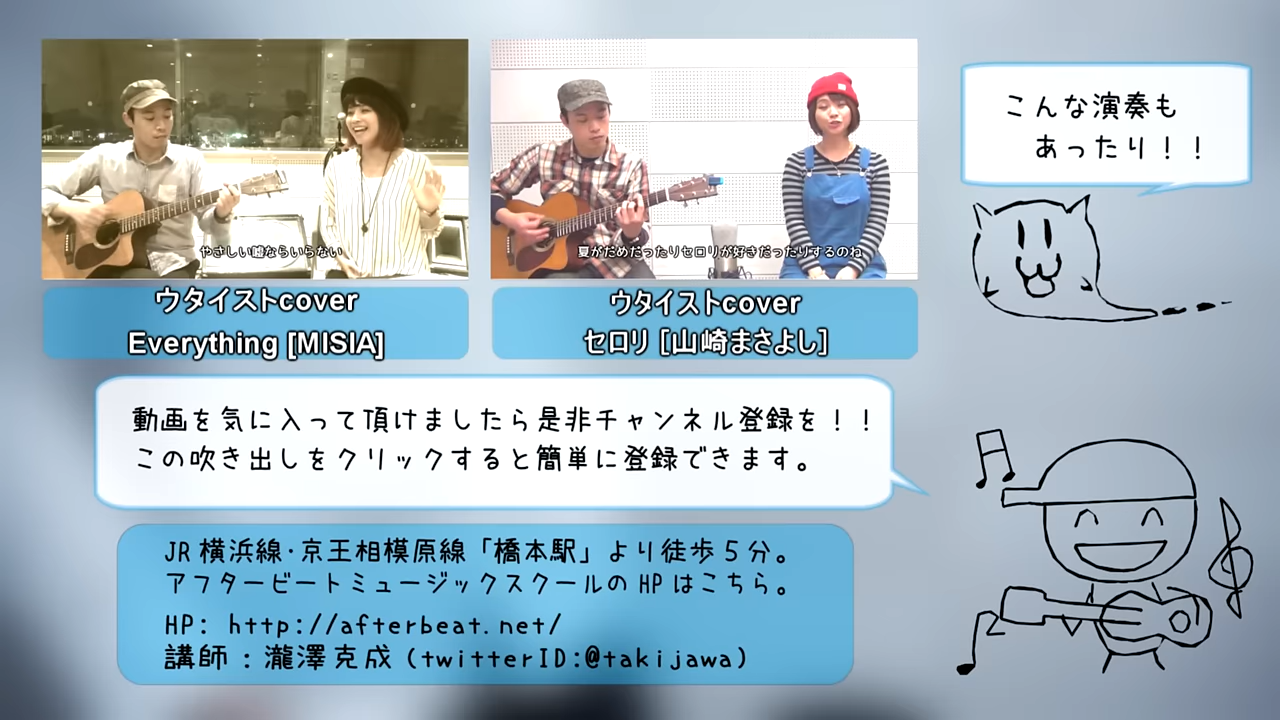 やさしい嘘ならいらない
ウタイストcover
Everything [MISIA]
夏がだめだったりセロリが好きだったりするのね
ウタイストcover
セロリ [山崎まさよし]
こんな演奏も
あったり！！
動画を気に入って頂けましたら是非チャンネル登録を！！
この吹き出しをクリックすると簡単に登録できます。
JR横浜線・京王相模原線「橋本駅」より徒歩5分。
アフタービートミュージックスクールのHPはこちら。
HP: http://afterbeat.net/
講師：瀧澤克成 (twitterID:@takijawa)